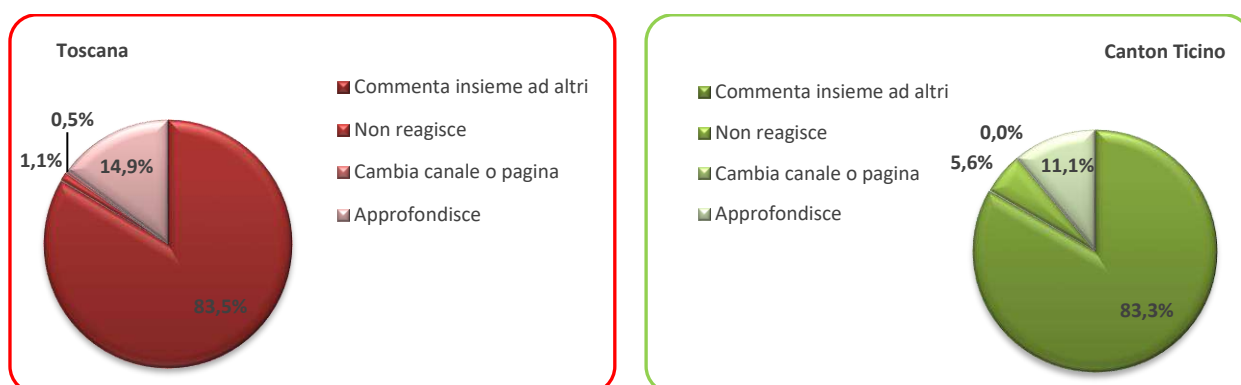 Toscana
Commenta insieme ad altri
Non reagisce
Cambia canale o pagina
Approfondisce
0,5%
1,1%
14,9%
83,5%
Canton Ticino
Commenta insieme ad altri
Non reagisce
Cambia canale o pagina
Approfondisce
0,0%
5,6%
11,1%
83,3%